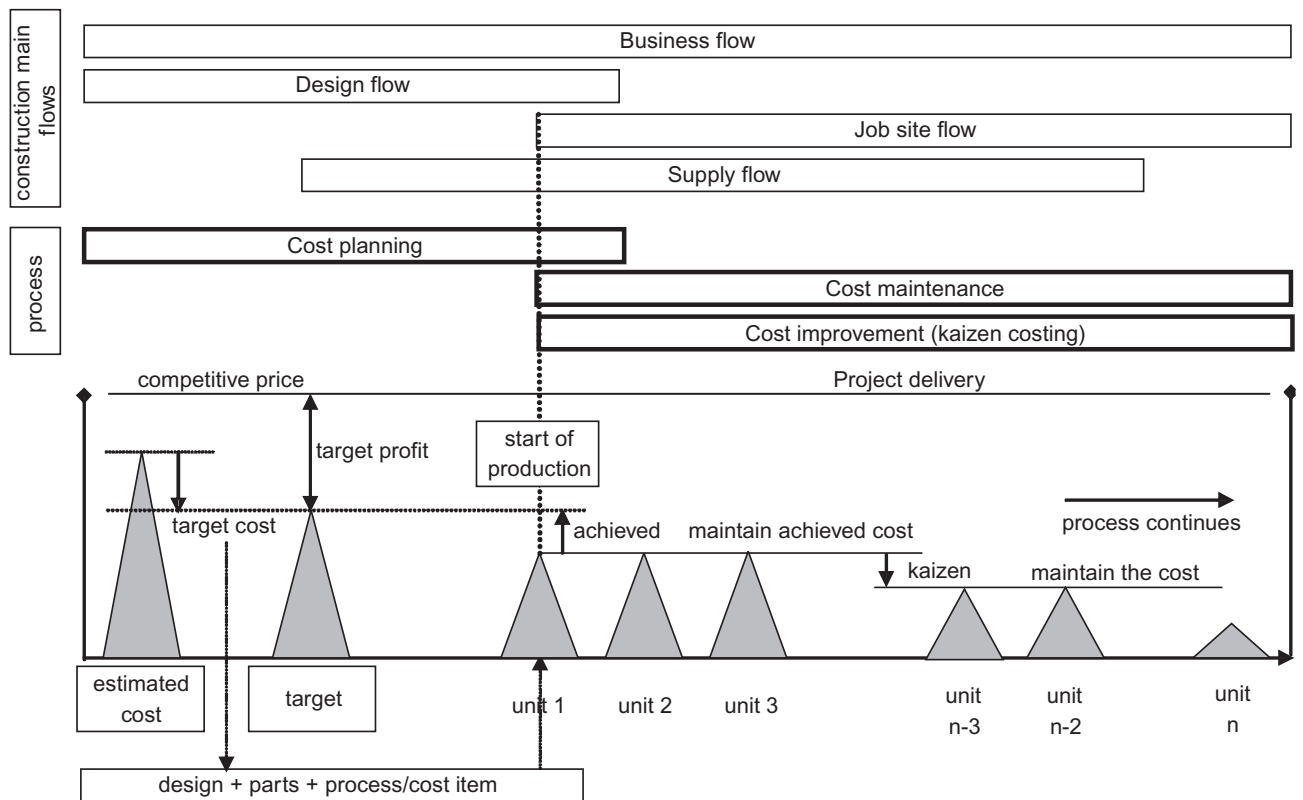 construction main
flows
Business flow
Design flow
Job site flow
Supply flow
process
Cost planning
Cost maintenance
Cost improvement (kaizen costing)
competitive price
Project delivery
target profit
start of
production
target cost
achieved
maintain achieved cost
process continues
kaizen
maintain the cost
estimated
cost
target
unit 1
unit 2
unit 3
unit
n-3
unit
n-2
unit
n
design + parts + process/cost item